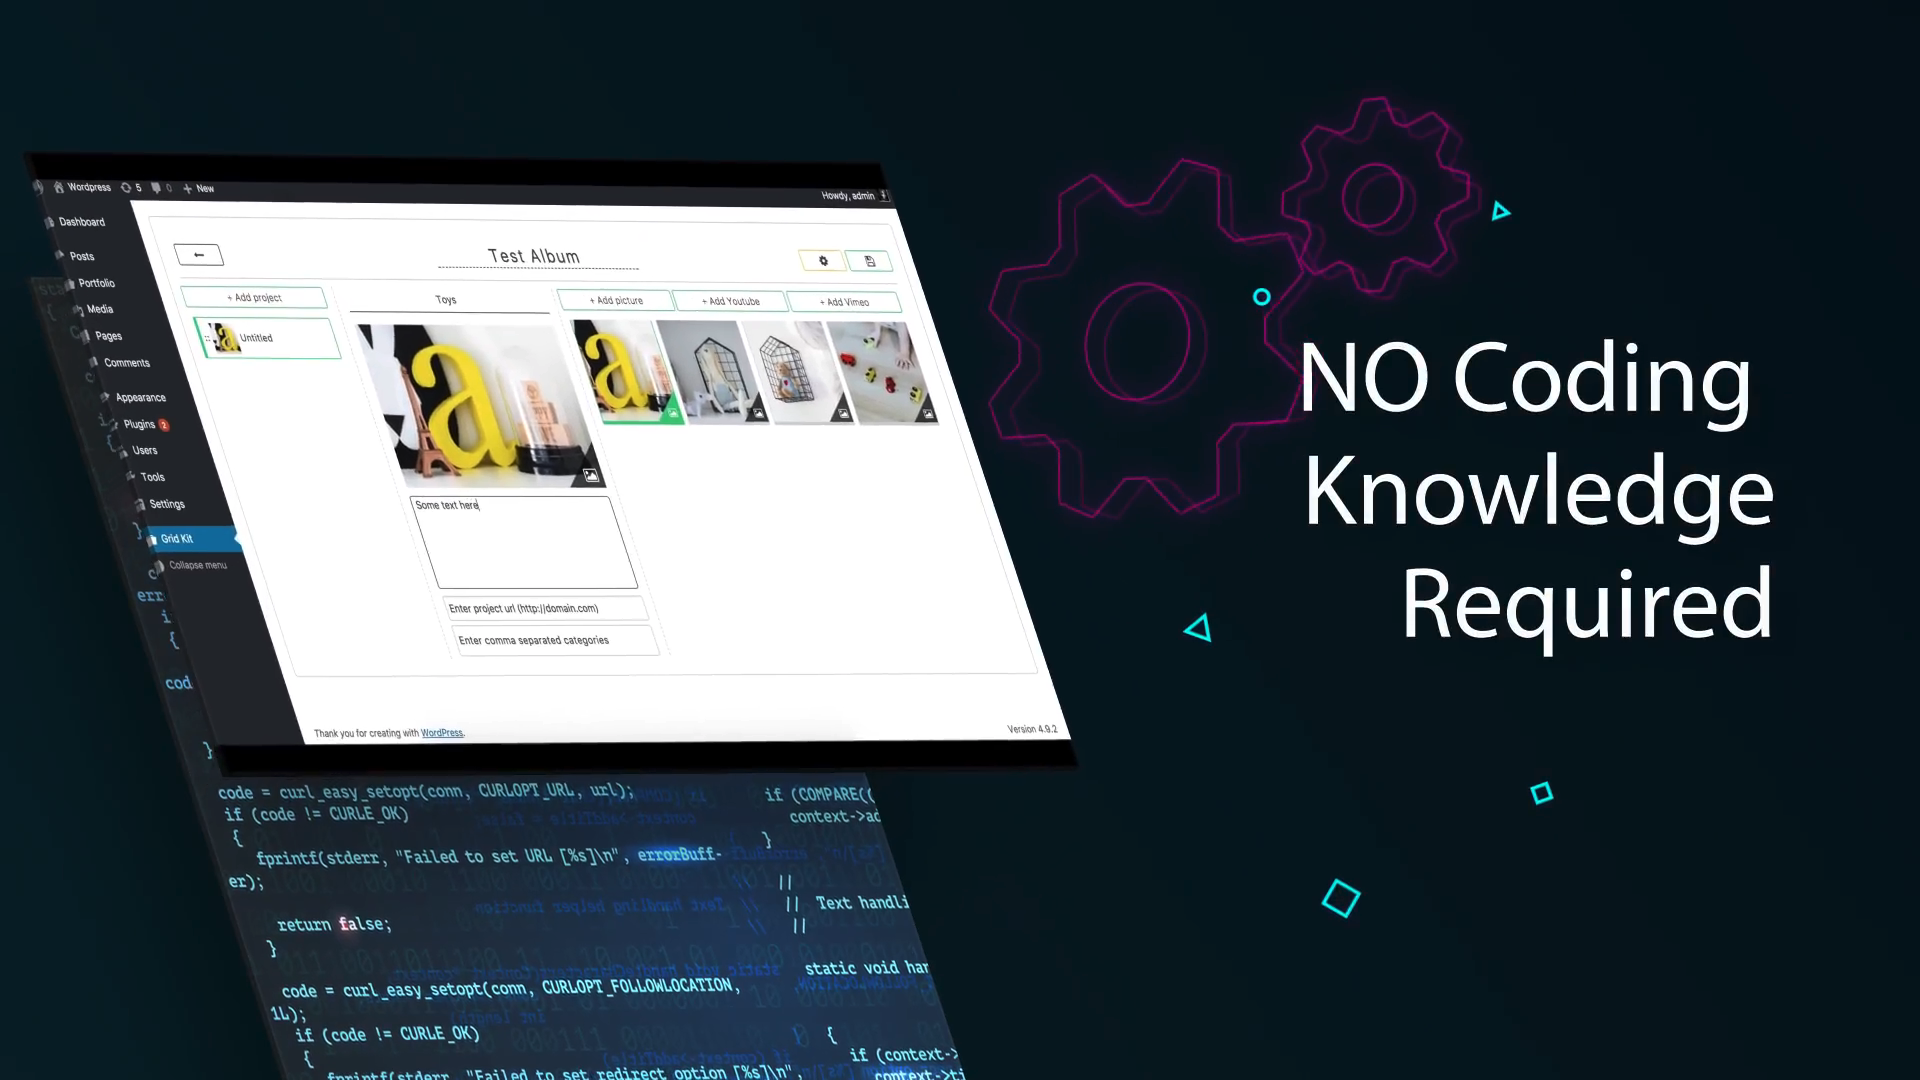 Wordpress 5 0 New
Howdy, admin
Dashboard
Posts
Portfolio
Media
Pages
Comments
Appearance
Plugins 2
Users
Tools
Settings
Grid Kit
Collapse menu
Test Album
+ Add project
Untitled
Toys
Some text here
Enter project url (http://domain.com)
Enter comma separated categories
+ Add picture
+ Add Youtube
+ Add Vimeo
Thank you for creating with WordPress.
Version 4.9.2
NO Coding
Knowledge
Required
code = curl_easy_setopt(conn, CURLOPT_URL, url);
if (code != CURLE_OK)
{
fprintf(stderr, "Failed to set URL [%s]\n", errorBuff-
er);
return false;
}
code = curl_easy_setopt(conn, CURLOPT_FOLLOWLOCATION,
1L);
if (code != CURLE_OK)
{
fprintf(stderr, "Failed to set redirect option [%s]\n",
if (COMPARE((
context->ad
}
//
// Text handli
//
static void har
{
if (context->
context->ti